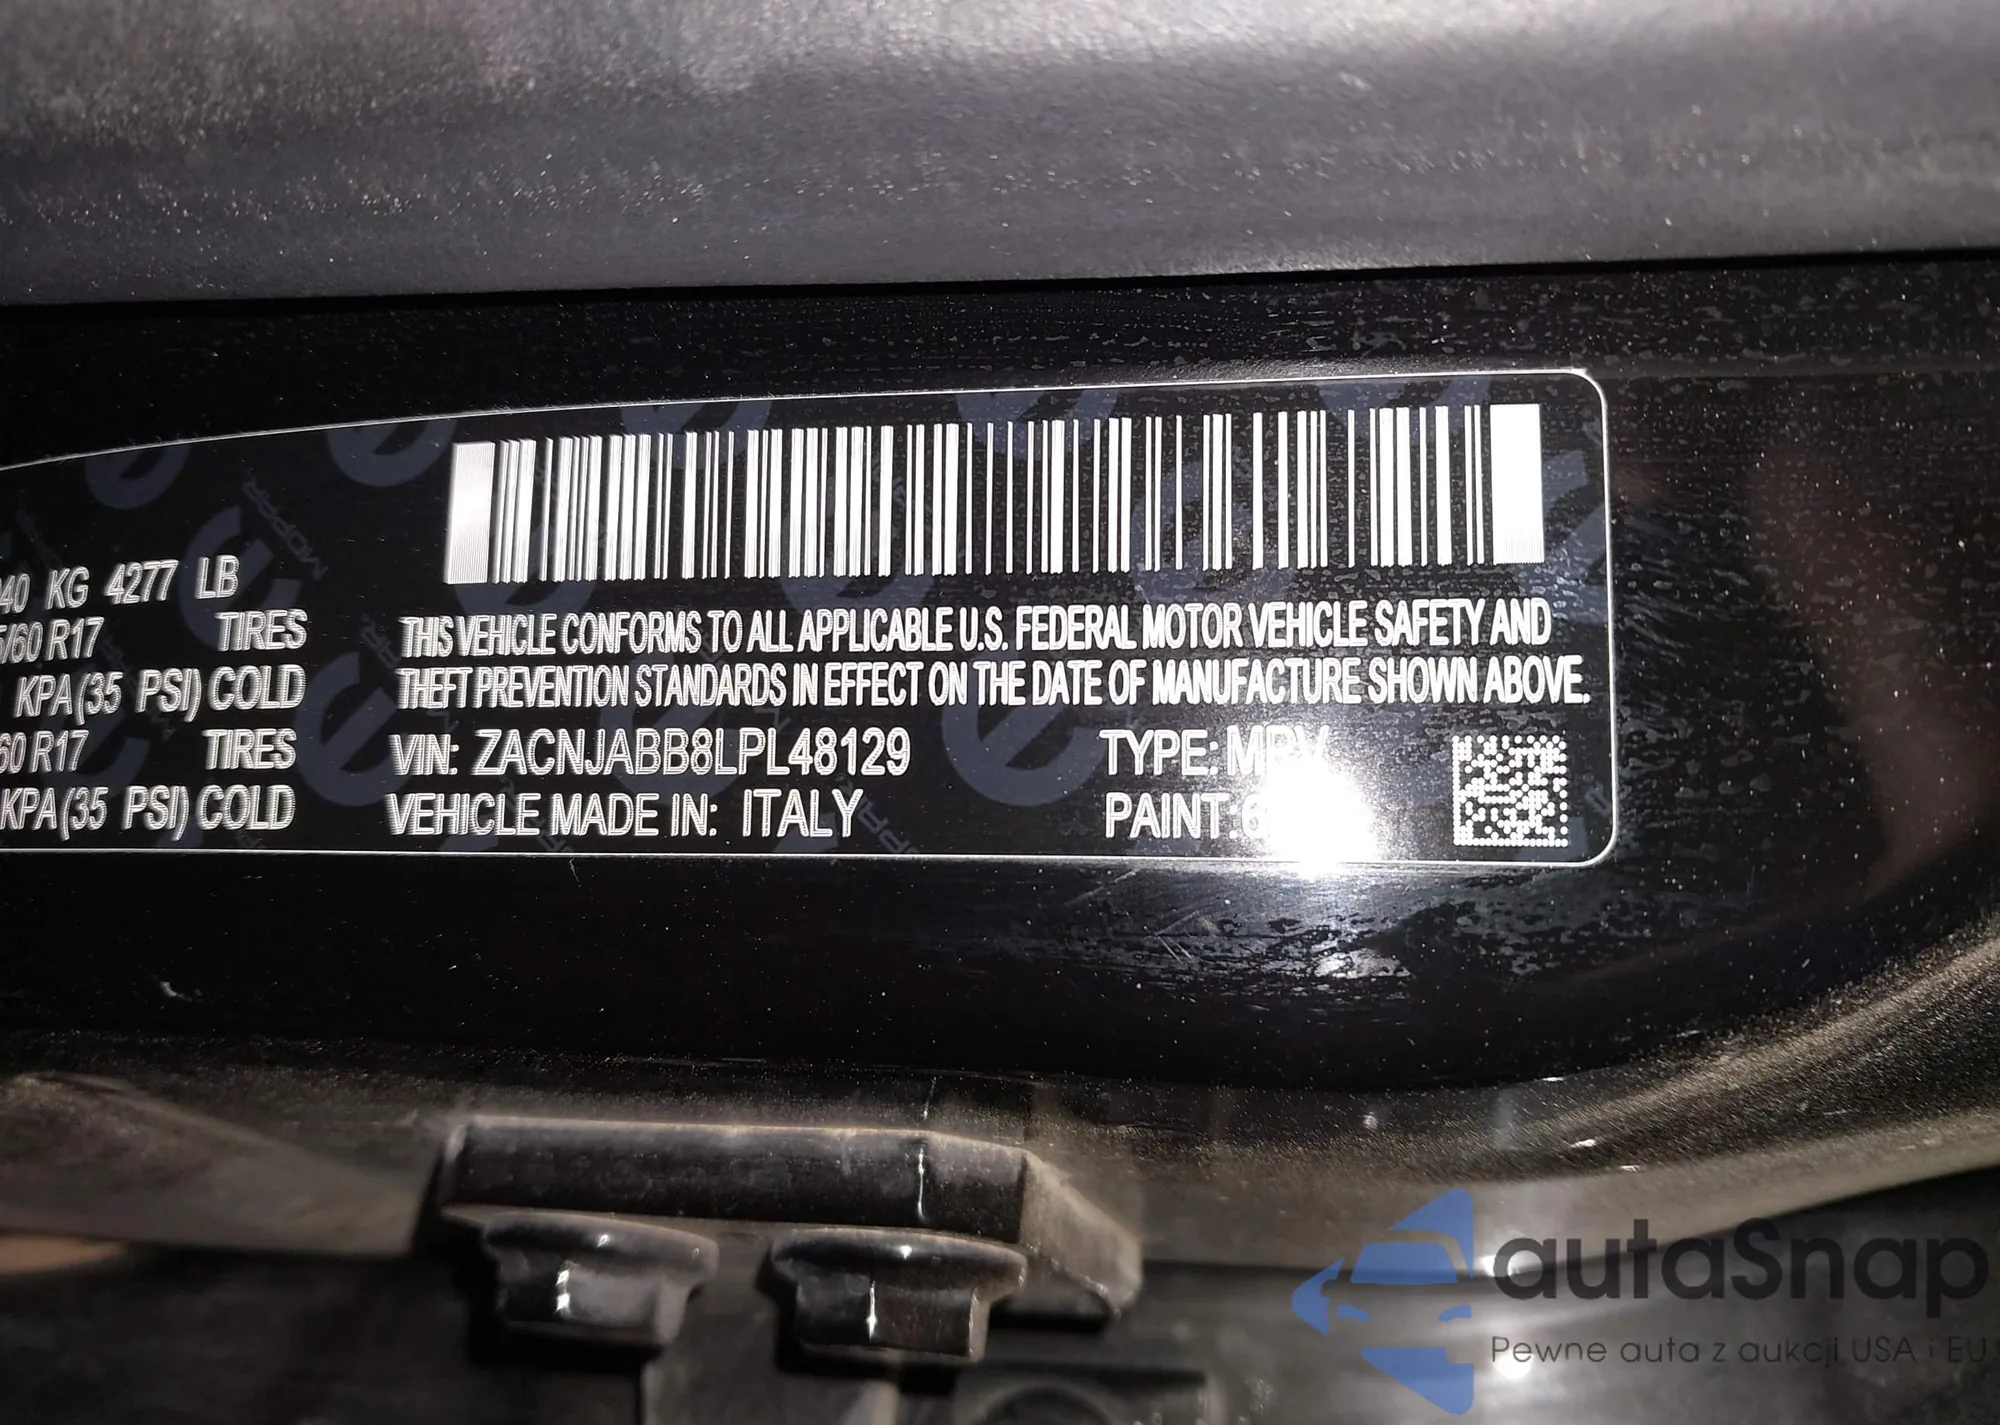 40 KG 4277 LB
/60 R17 TIRES
KPA (35 PSI) COLD
60 R17 TIRES
KPA (35 PSI) COLD
THIS VEHICLE CONFORMS TO ALL APPLICABLE U.S. FEDERAL MOTOR VEHICLE SAFETY AND
THEFT PREVENTION STANDARDS IN EFFECT ON THE DATE OF MANUFACTURE SHOWN ABOVE.
VIN: ZACNJABB8LPL48129 TYPE: MPV
VEHICLE MADE IN: ITALY PAINT:
MOPAR
autaSnap
Pewne auta z aukcji USA i EU